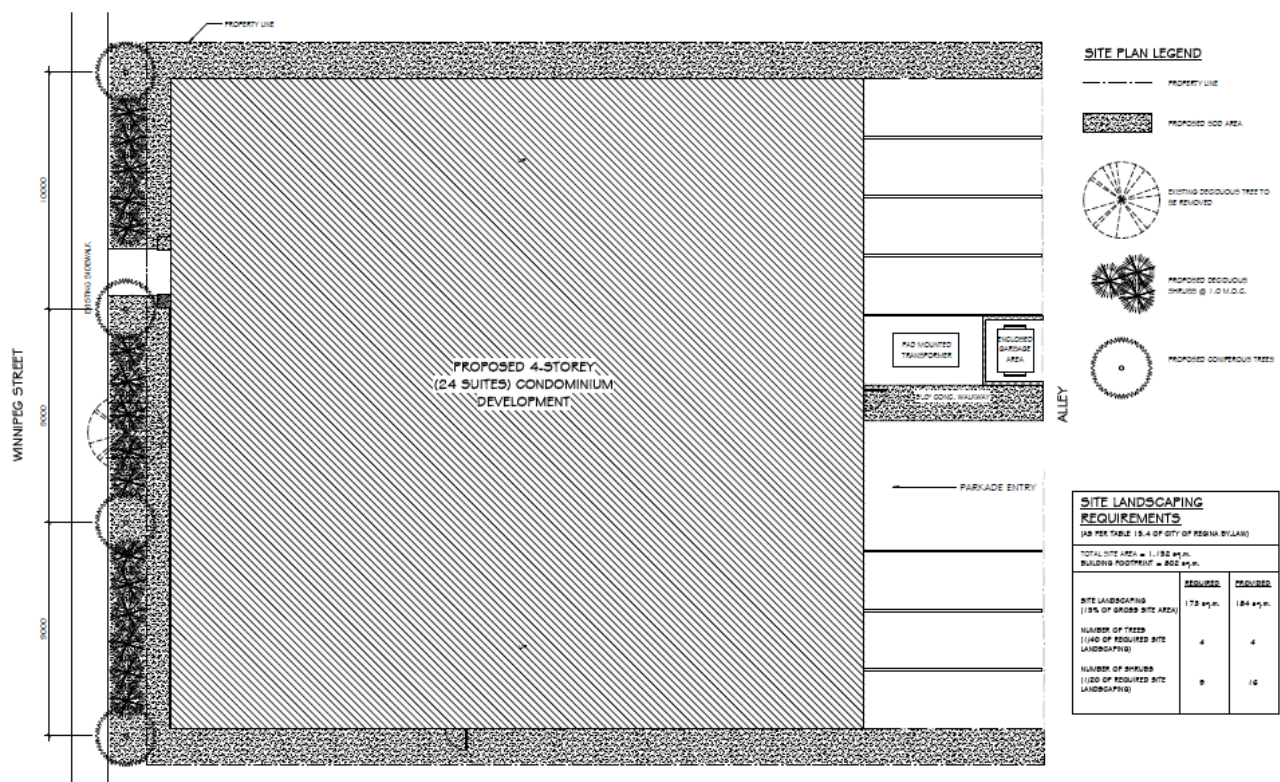 PROPERTY LINE
10000
EXISTING SIDEWALK
WINNIPEG STREET
9000
9000
PROPOSED 4-STOREY
(24 SUITES) CONDOMINIUM
DEVELOPMENT
PAD MOUNTED
TRANSFORMER
ENCLOSED
GARBAGE
AREA
CONC. WALKWAY
ALLEY
PARKADE ENTRY
SITE PLAN LEGEND
PROPERTY LINE
PROPOSED SOD AREA
EXISTING DECIDUOUS TREE TO
BE REMOVED
PROPOSED DECIDUOUS
SHRUBS @ 1.0 M.O.C.
PROPOSED CONIFEROUS TREES
SITE LANDSCAPING
REQUIREMENTS
(AS PER TABLE 15.4 OF CITY OF REGINA BYLAW)
TOTAL SITE AREA = 1,152 sq.m.
BUILDING FOOTPRINT = 802 sq.m.
REQUIRED PROVIDED
SITE LANDSCAPING
(15% OF GROSS SITE AREA) 173 sq.m. 184 sq.m.
NUMBER OF TREES
(1/40 OF REQUIRED SITE
LANDSCAPING) 4 4
NUMBER OF SHRUBS
(1/20 OF REQUIRED SITE
LANDSCAPING) 9 16